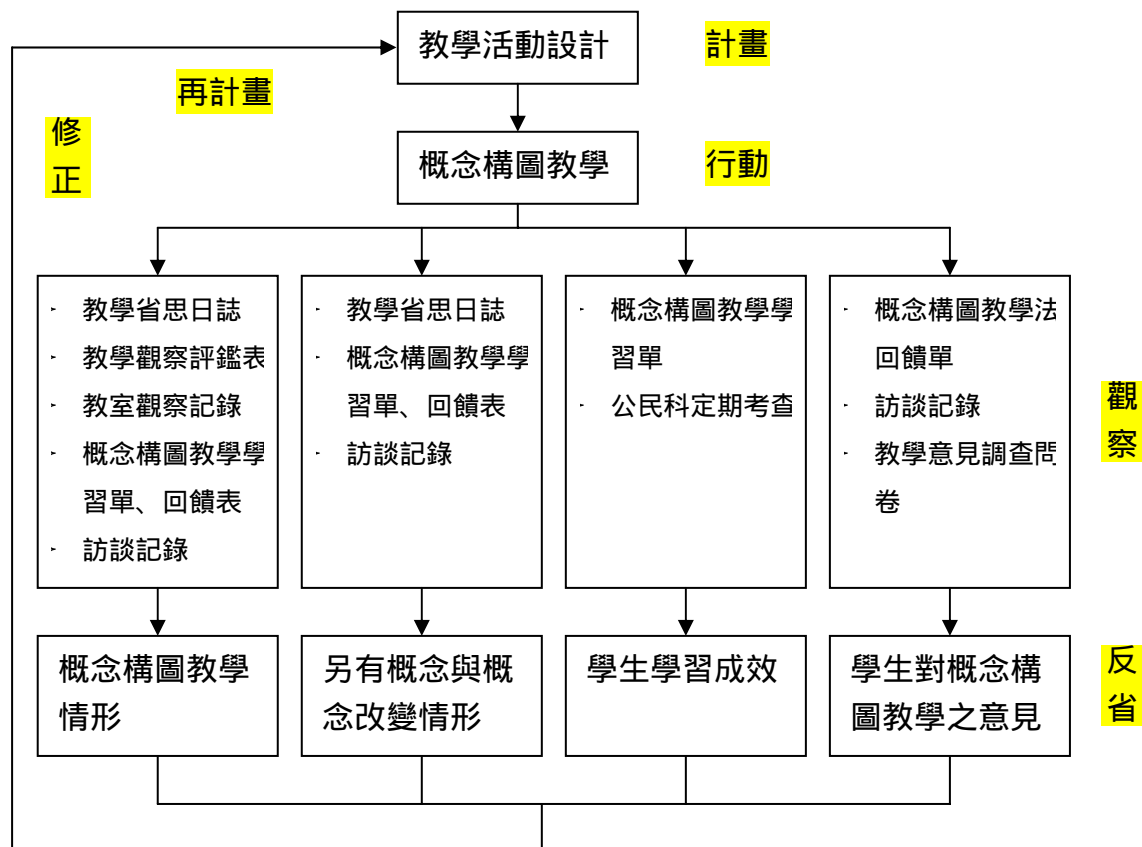 教學活動設計
計畫
再計畫
修
正
概念構圖教學
行動
‧ 教學省思日誌
‧ 教學觀察評鑑表
‧ 教室觀察記錄
‧ 概念構圖教學學
習單、回饋表
‧ 訪談記錄
‧ 教學省思日誌
‧ 概念構圖教學學
習單、回饋表
‧ 訪談記錄
‧ 概念構圖教學學
習單
‧ 公民科定期考查
‧ 概念構圖教學法
回饋單
‧ 訪談記錄
‧ 教學意見調查問
卷
觀
察
概念構圖教學
情形
另有概念與概
念改變情形
學生學習成效
學生對概念構
圖教學之意見
反
省